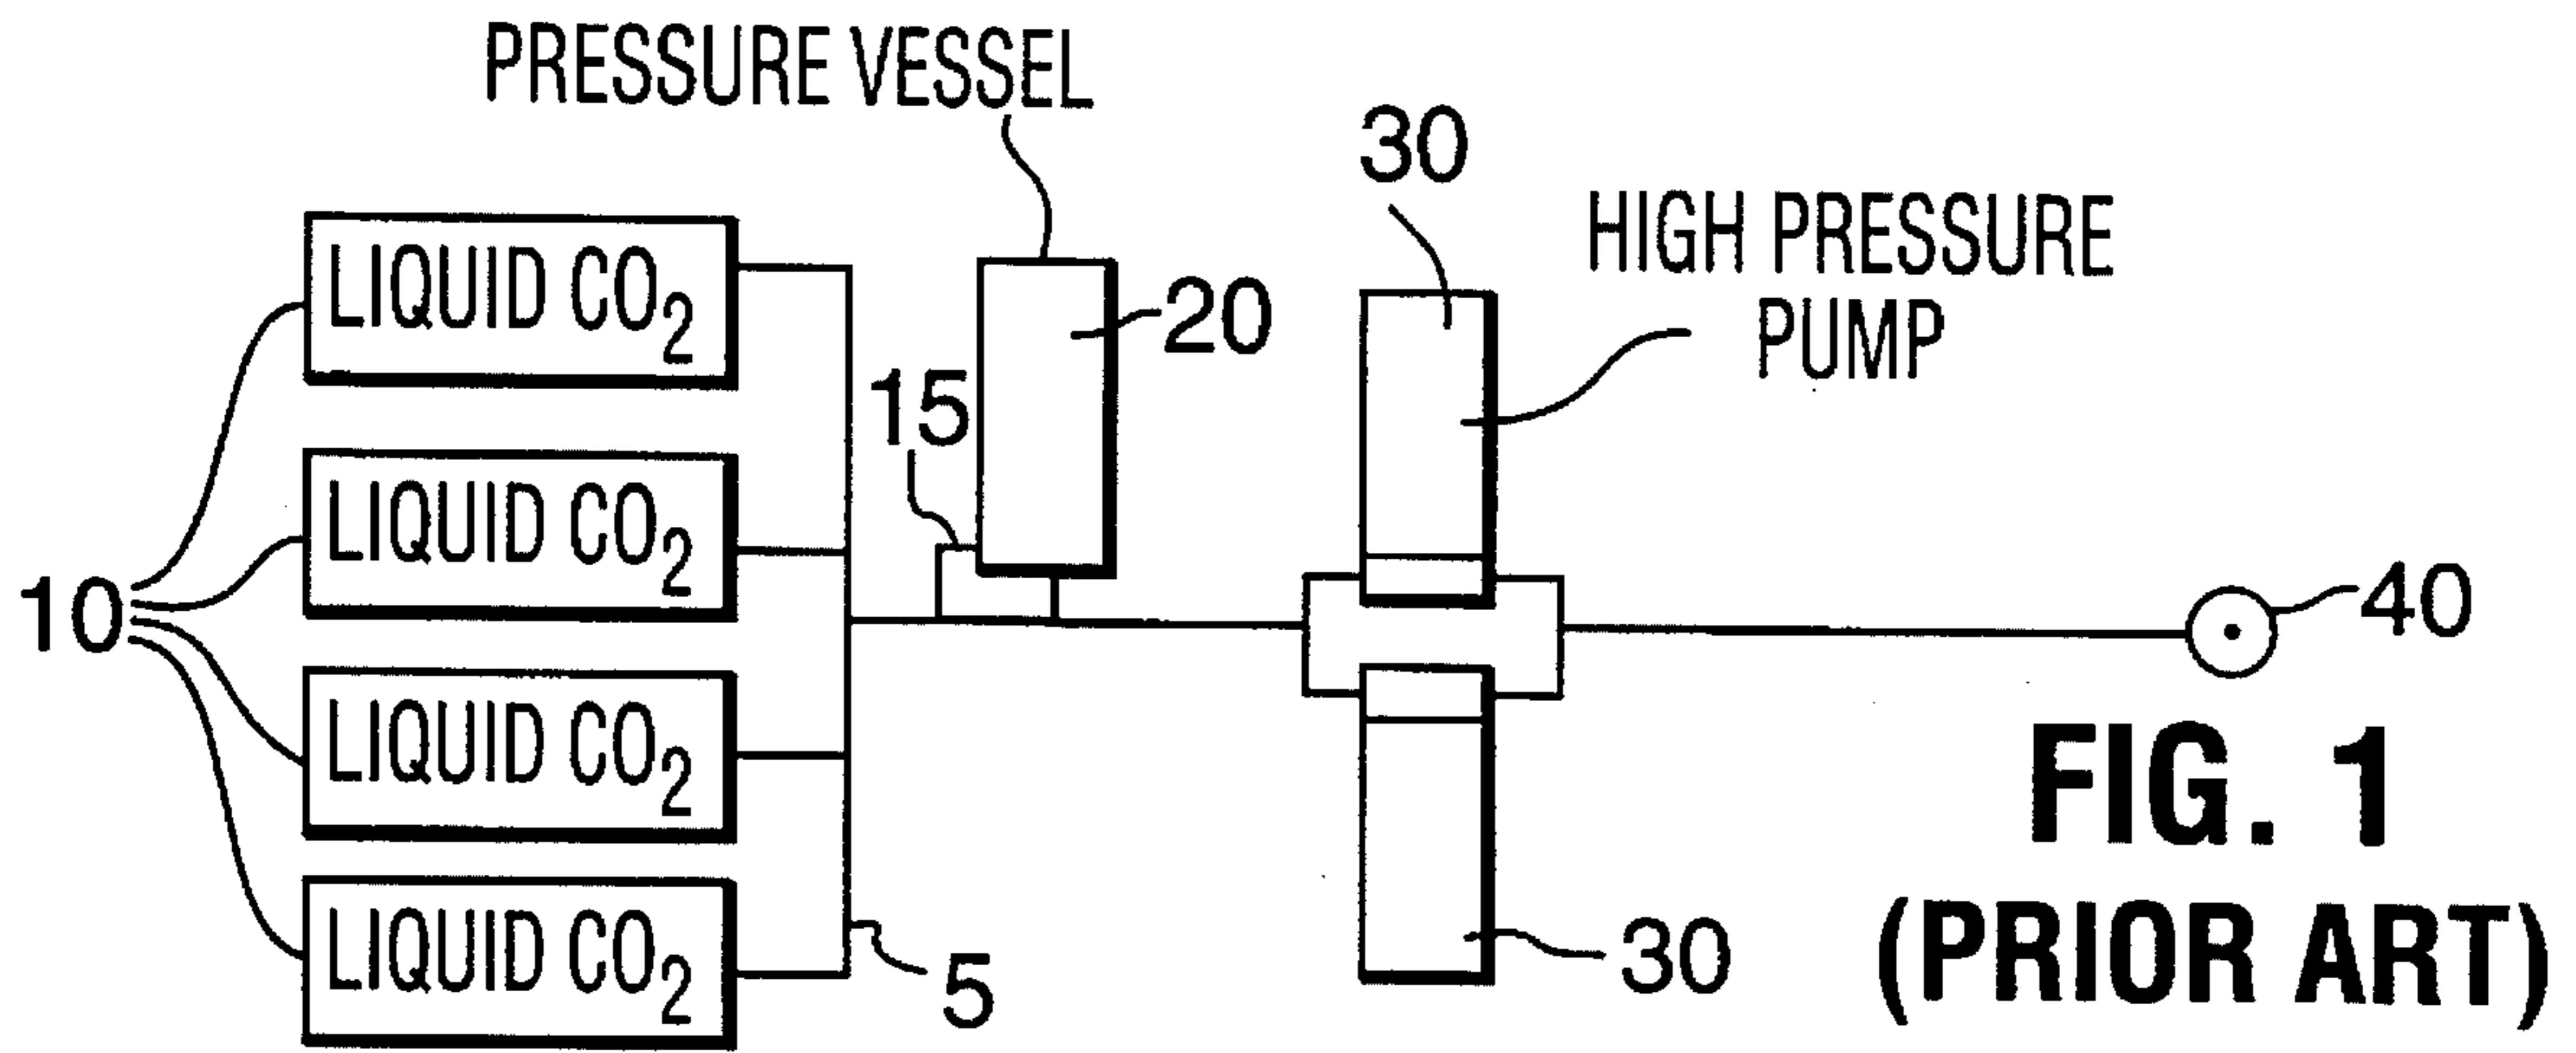 PRESSURE VESSEL
30
HIGH PRESSURE
PUMP
LIQUID CO₂
20
15
LIQUID CO₂
10
40
LIQUID CO₂
LIQUID CO₂
5
30
FIG. 1
(PRIOR ART)